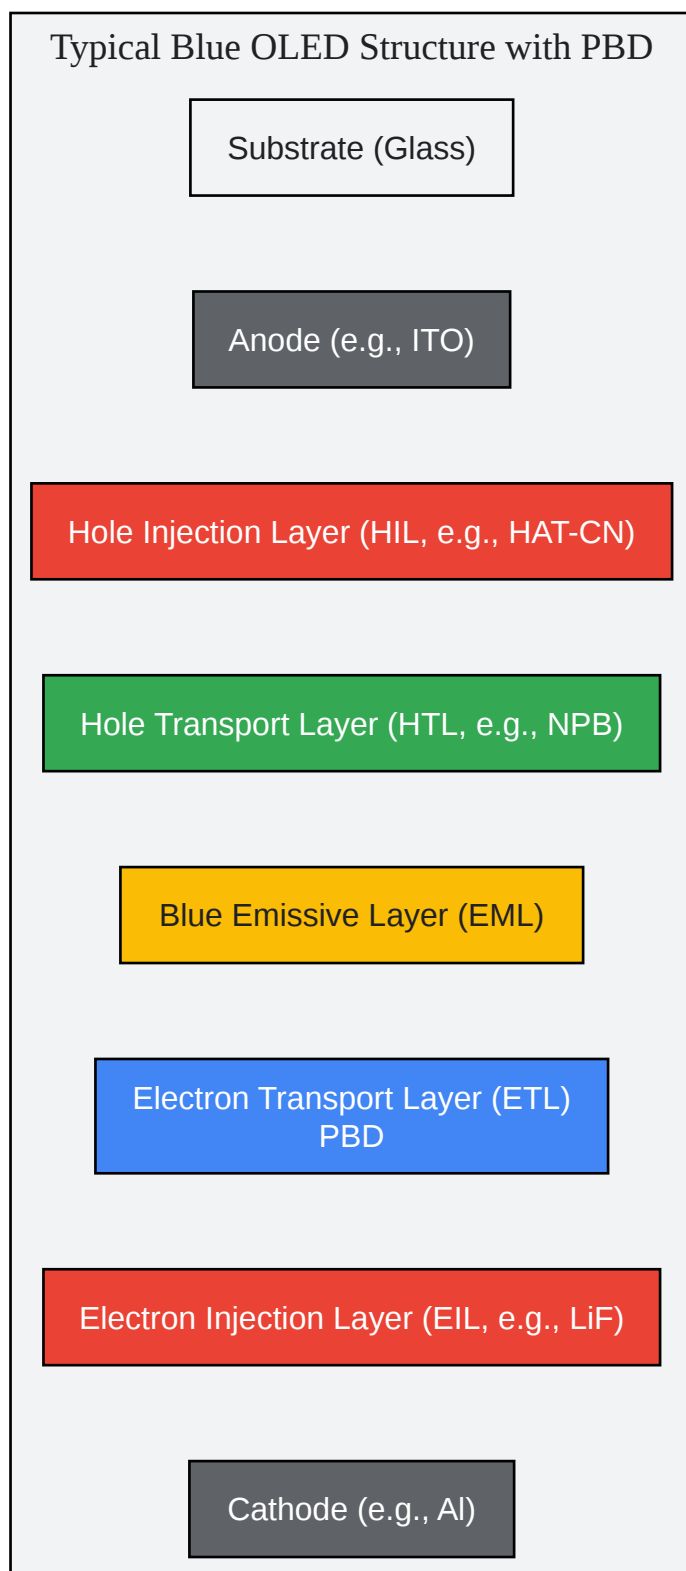 Typical Blue OLED Structure with PBD
Substrate (Glass)
Anode (e.g., ITO)
Hole Injection Layer (HIL, e.g., HAT-CN)
Hole Transport Layer (HTL, e.g., NPB)
Blue Emissive Layer (EML)
Electron Transport Layer (ETL)
PBD
Electron Injection Layer (EIL, e.g., LiF)
Cathode (e.g., Al)